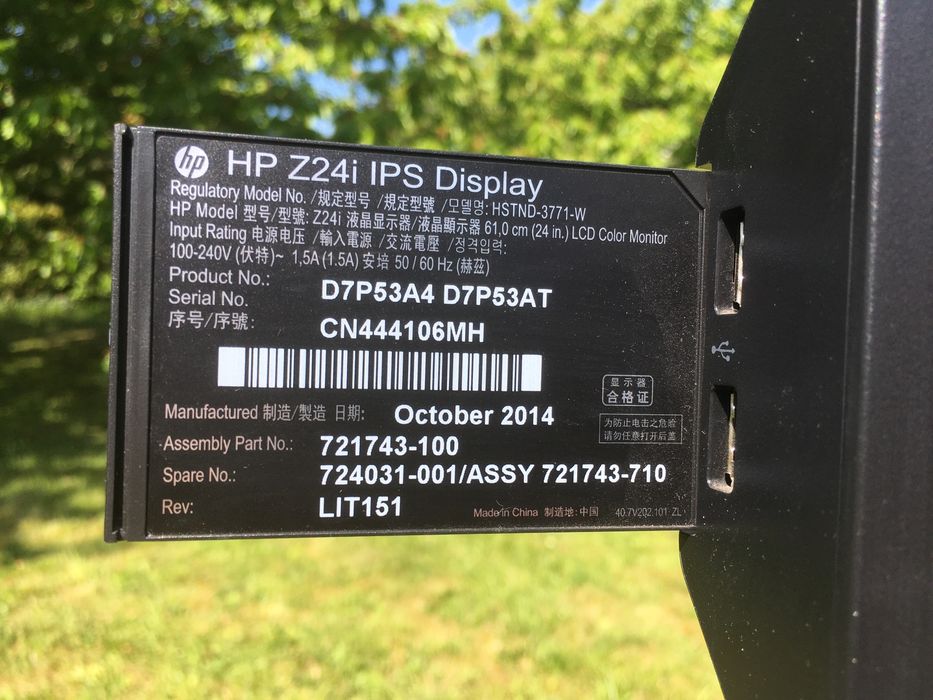 hp HP Z24i IPS Display
Regulatory Model No. /规定型号 /規定型號 /모델명: HSTND-3771-W
HP Model 型号/型號: Z24i 液晶显示器/液晶顯示器 61,0 cm (24 in.) LCD Color Monitor
Input Rating 电源电压 /輸入電源 /交流電壓 /정격입력:
100-240V (伏特)~ 1,5A (1.5A) 安培 50 / 60 Hz (赫茲)
Product No.: D7P53A4 D7P53AT
Serial No.
序号/序號: CN444106MH
显示器
合格证
Manufactured 制造/製造 日期: October 2014
为防止电击之危险
请勿任意打开后盖
Assembly Part No.: 721743-100
Spare No.: 724031-001/ASSY 721743-710
Rev: LIT151
Made in China 制造地: 中国 40.7V202.101 ZL